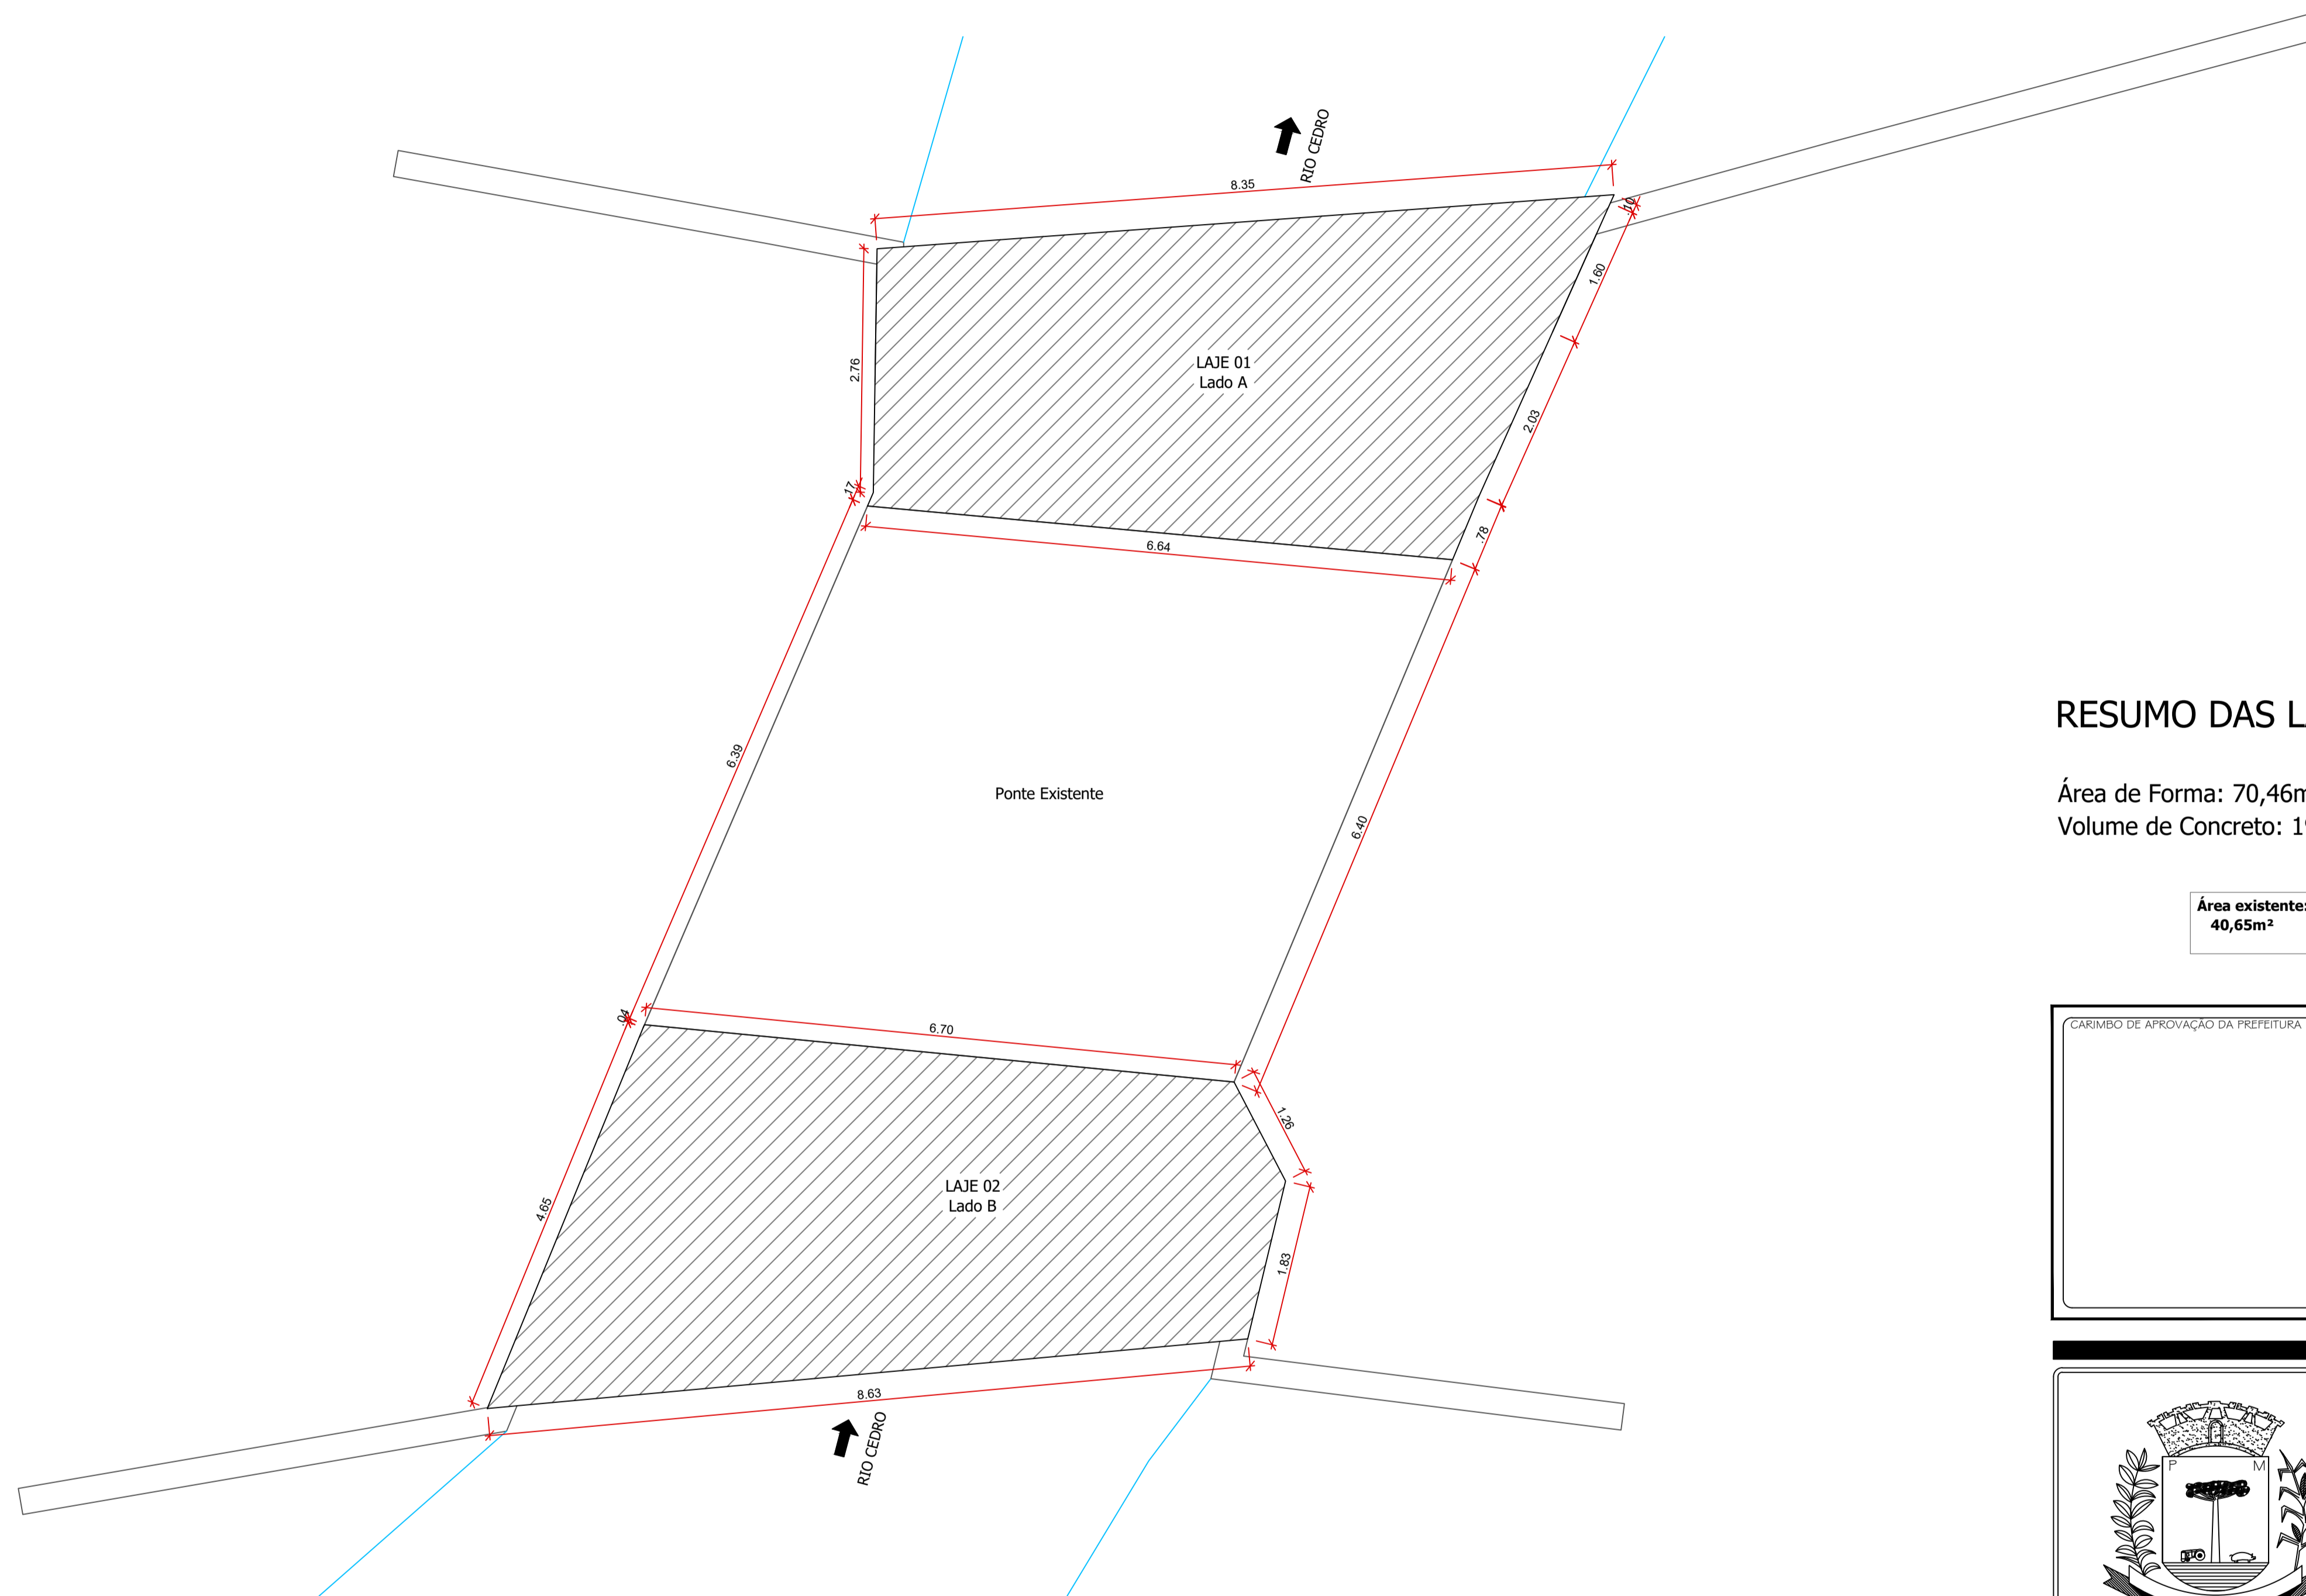 RIO CEDRO
8.35
.10
1.60
2.76
LAJE 01
Lado A
2.03
.17
.78
6.64
6.39
Ponte Existente
6.40
.04
6.70
1.26
LAJE 02
Lado B
4.65
1.83
8.63
RIO CEDRO
RESUMO DAS L
Área de Forma: 70,46m
Volume de Concreto: 1
Área existente:
40,65m²
CARIMBO DE APROVAÇÃO DA PREFEITURA
P M